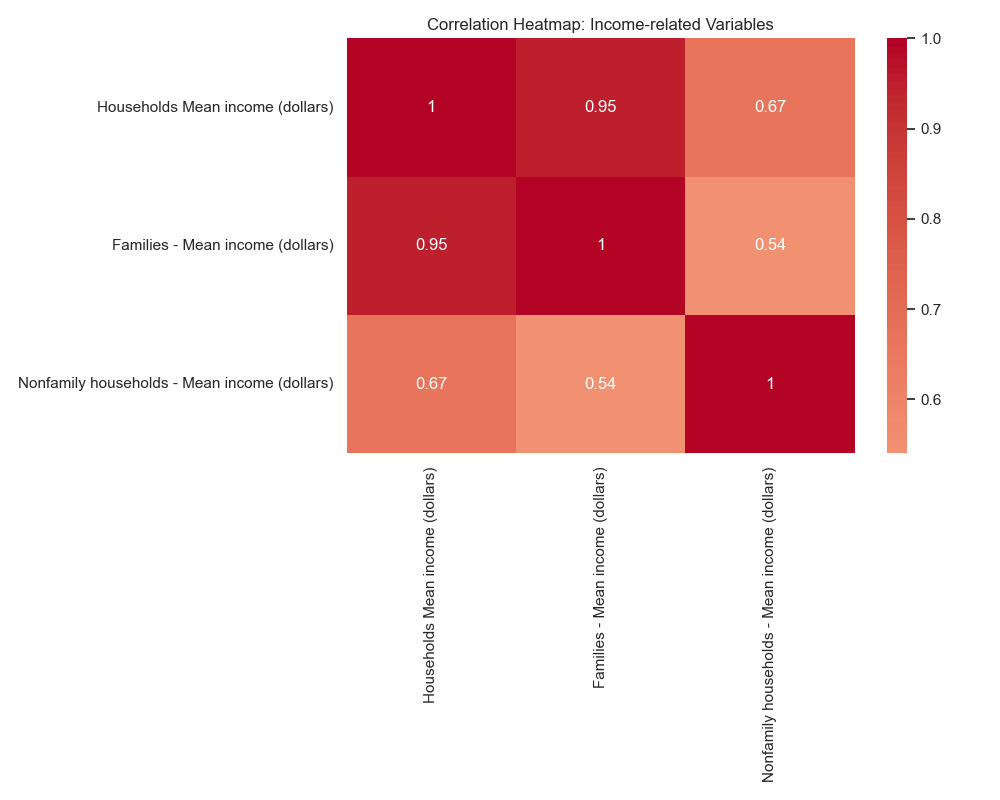 Correlation Heatmap: Income-related Variables
Households Mean income (dollars)
1
0.95
0.67
Families - Mean income (dollars)
0.95
1
0.54
Nonfamily households - Mean income (dollars)
0.67
0.54
1
Households Mean income (dollars)
Families - Mean income (dollars)
Nonfamily households - Mean income (dollars)
1.0
0.9
0.8
0.7
0.6